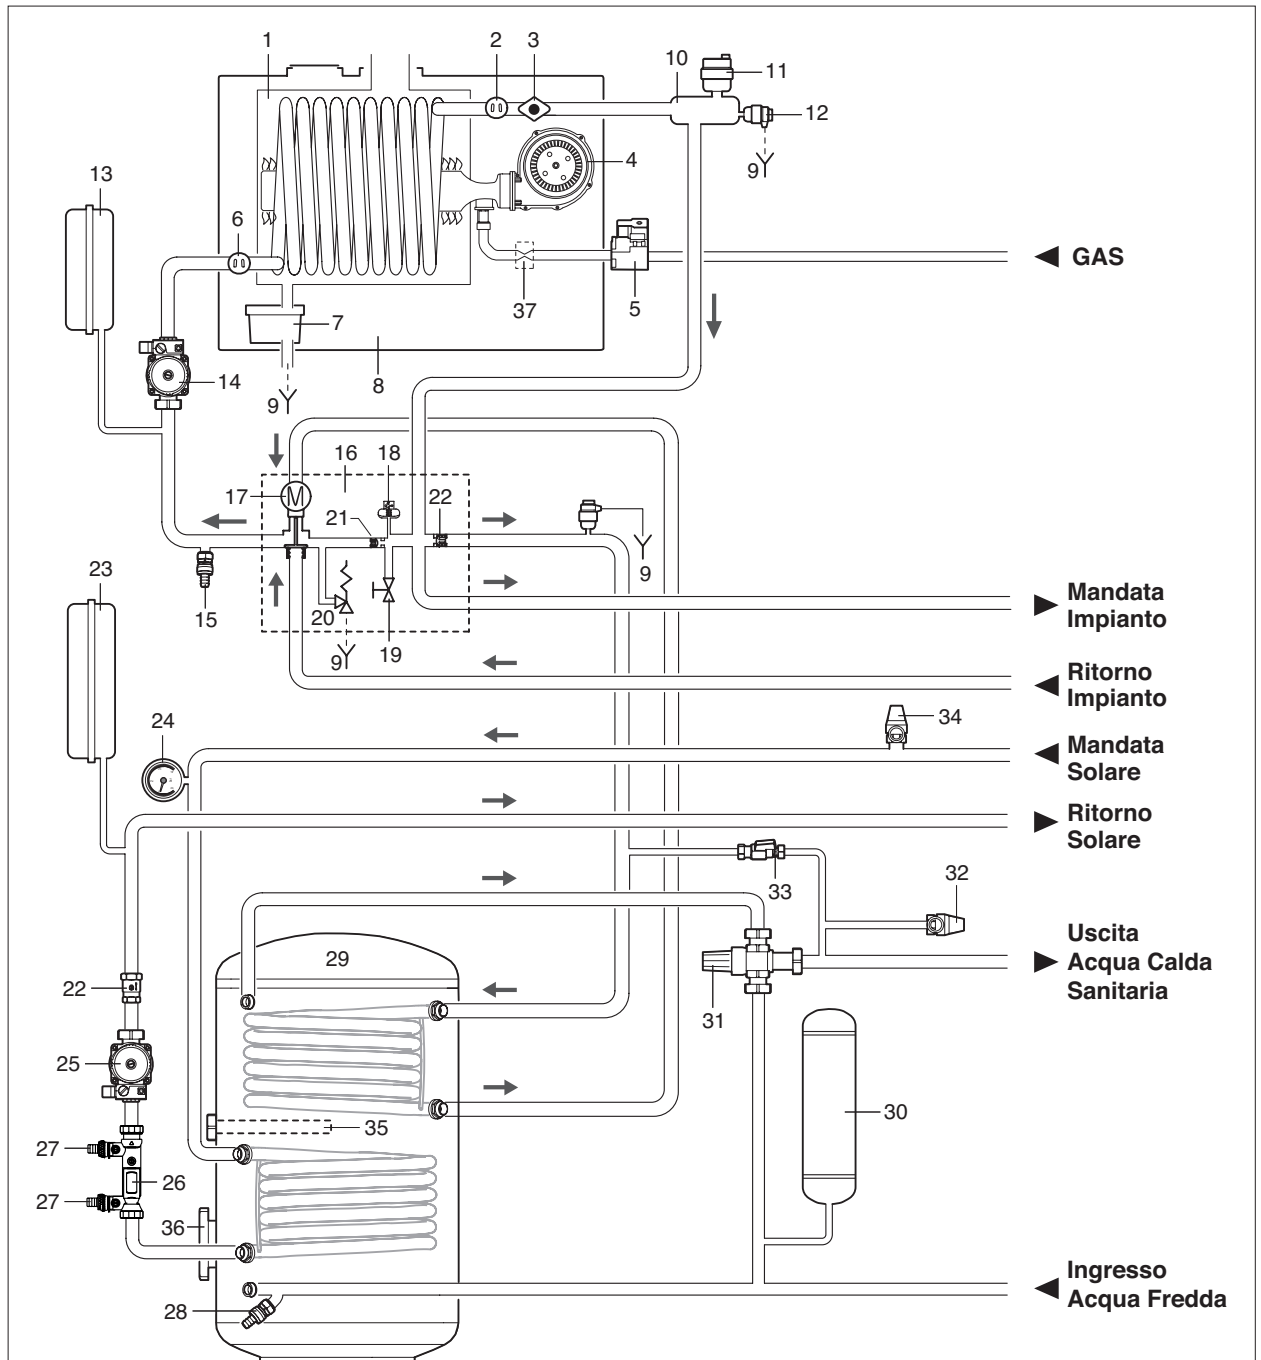 1
2
3
10
11
12
4
9
13
6
GAS
37
5
7
14
8
9
16
18
17
M
22
21
23
15
20
9
19
9
Mandata
Impianto
Ritorno
Impianto
24
34
Mandata
Solare
Ritorno
Solare
33
32
29
Uscita
Acqua Calda
Sanitaria
22
31
25
35
30
27
26
27
36
28
Ingresso
Acqua Fredda